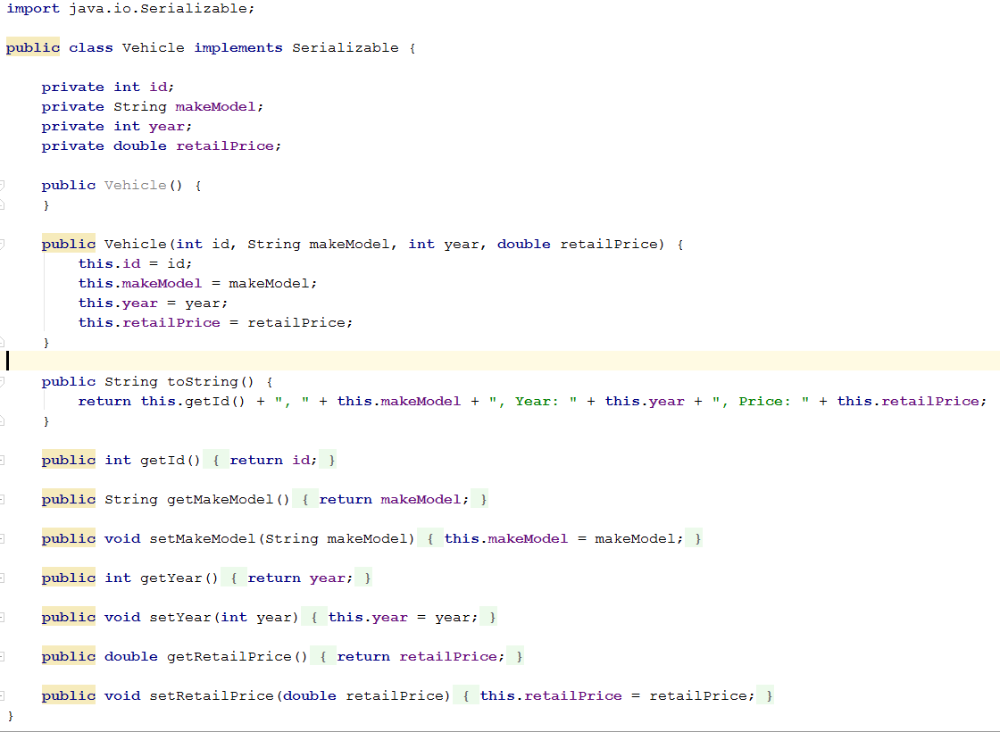 import java.io.Serializable;
public class Vehicle implements Serializable {
private int id;
private String makeModel;
private int year;
private double retailPrice;
public Vehicle() {
}
public Vehicle(int id, String makeModel, int year, double retailPrice) {
this.id = id;
this.makeModel = makeModel;
this.year = year;
this.retailPrice = retailPrice;
}
public String toString() {
return this.getId() + ", " + this.makeModel + ", Year: " + this.year + ", Price: " + this.retailPrice;
}
public int getId() { return id; }
public String getMakeModel() { return makeModel; }
public void setMakeModel(String makeModel) { this.makeModel = makeModel; }
public int getYear() { return year; }
public void setYear(int year) { this.year = year; }
public double getRetailPrice() { return retailPrice; }
public void setRetailPrice(double retailPrice) { this.retailPrice = retailPrice; }
}